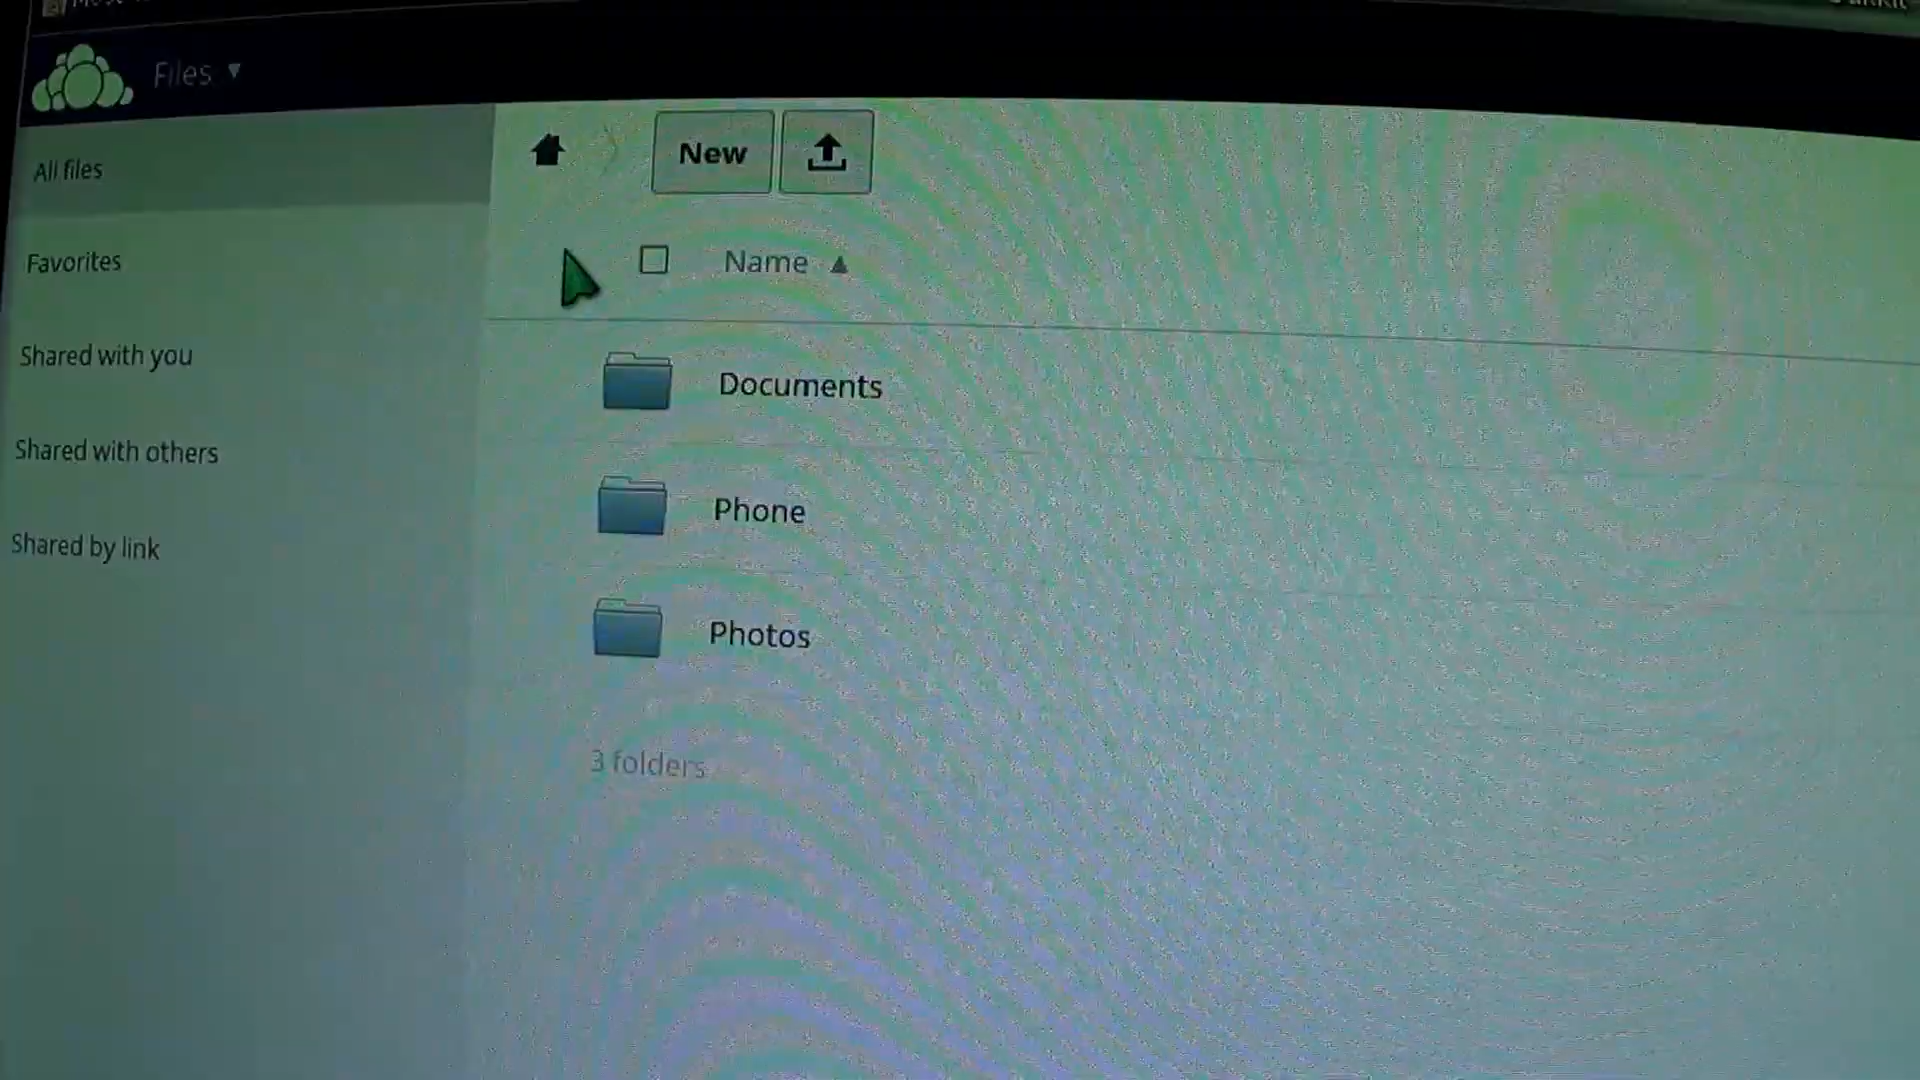 Files
All files
Favorites
Shared with you
Shared with others
Shared by link
New
Name
Documents
Phone
Photos
3 folders